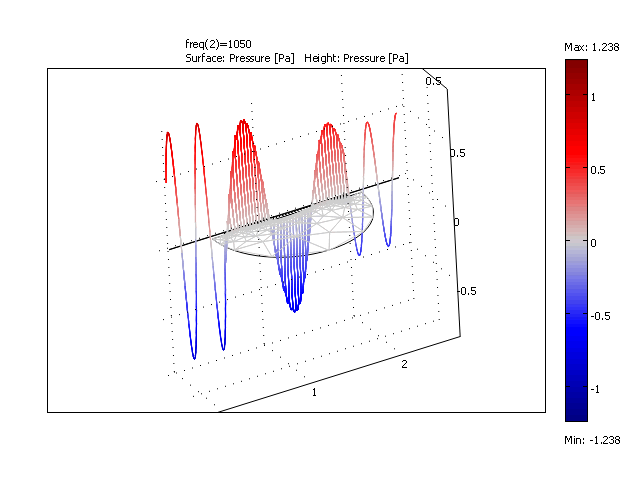 freq(2)=1050
Surface: Pressure [Pa]   Height: Pressure [Pa]
Max: 1.238
0.5
1
0.5
0.5
0
0
-0.5
-0.5
2
1
-1
Min: -1.238